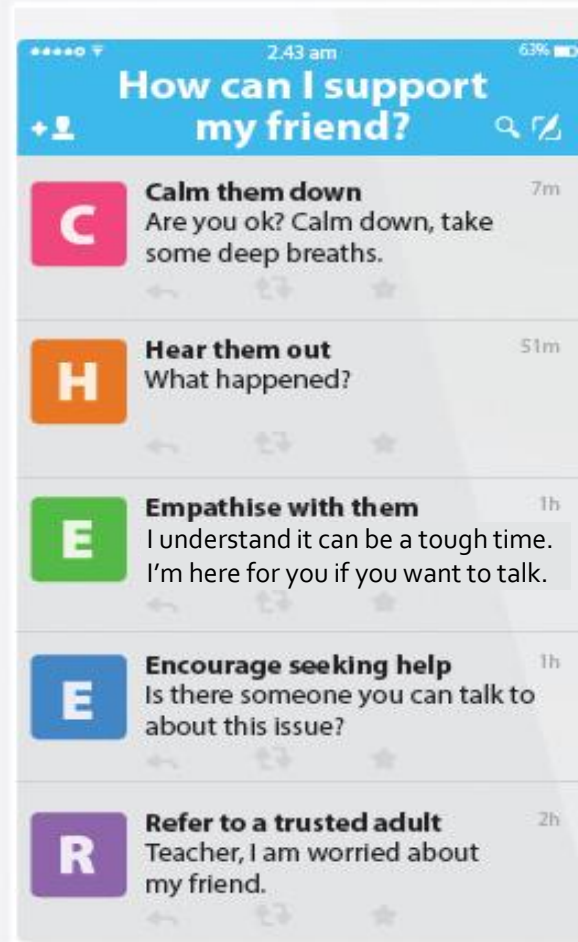 2.43 am
63%
How can I support
my friend?
C
Calm them down
7m
Are you ok? Calm down, take
some deep breaths.
H
Hear them out
51m
What happened?
E
Empathise with them
1h
I understand it can be a tough time.
I'm here for you if you want to talk.
E
Encourage seeking help
1h
Is there someone you can talk to
about this issue?
R
Refer to a trusted adult
2h
Teacher, I am worried about
my friend.